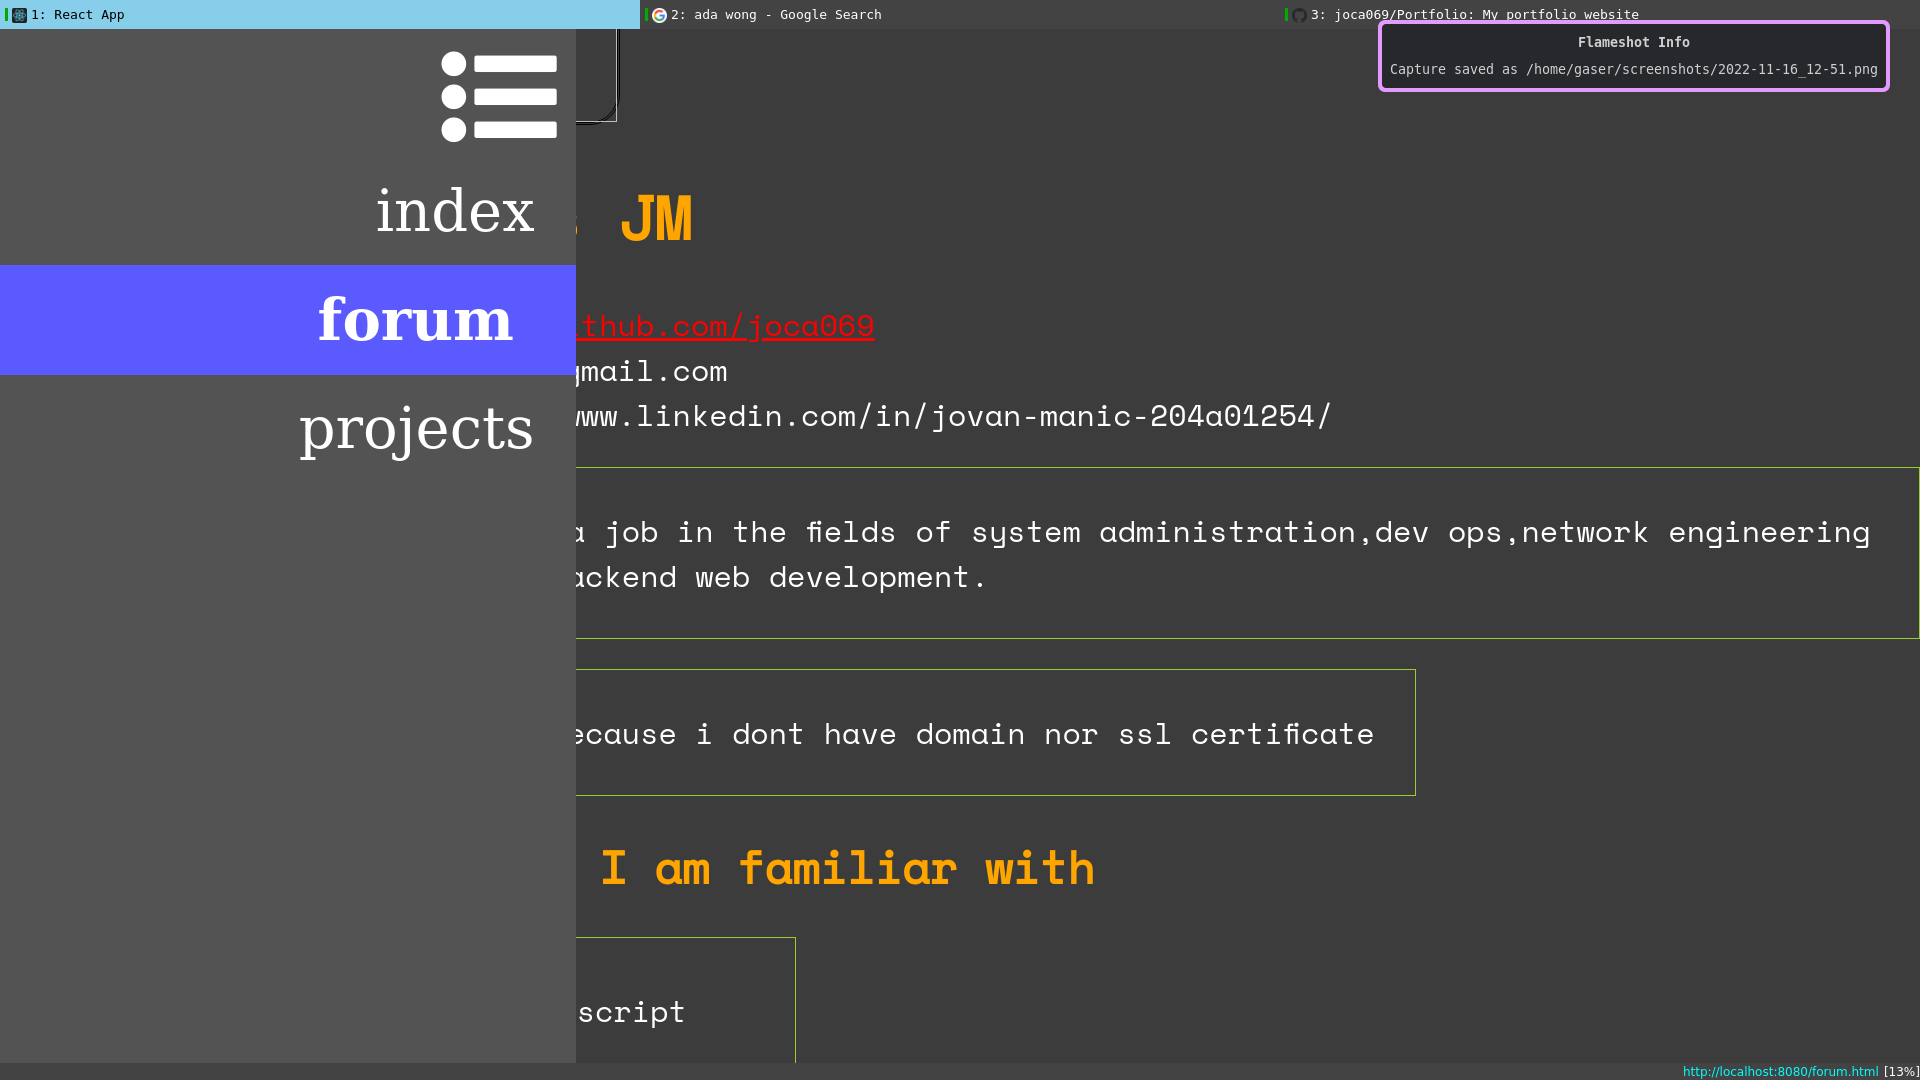 1: React App
2: ada wong - Google Search
3: joca069/Portfolio: My portfolio website
Flameshot Info
Capture saved as /home/gaser/screenshots/2022-11-16_12-51.png
index
JM
forum
thub.com/joca069
gmail.com
www.linkedin.com/in/jovan-manic-204a01254/
projects
a job in the fields of system administration,dev ops,network engineering
ackend web development.
ecause i dont have domain nor ssl certificate
I am familiar with
script
http://localhost:8080/forum.html [13%]